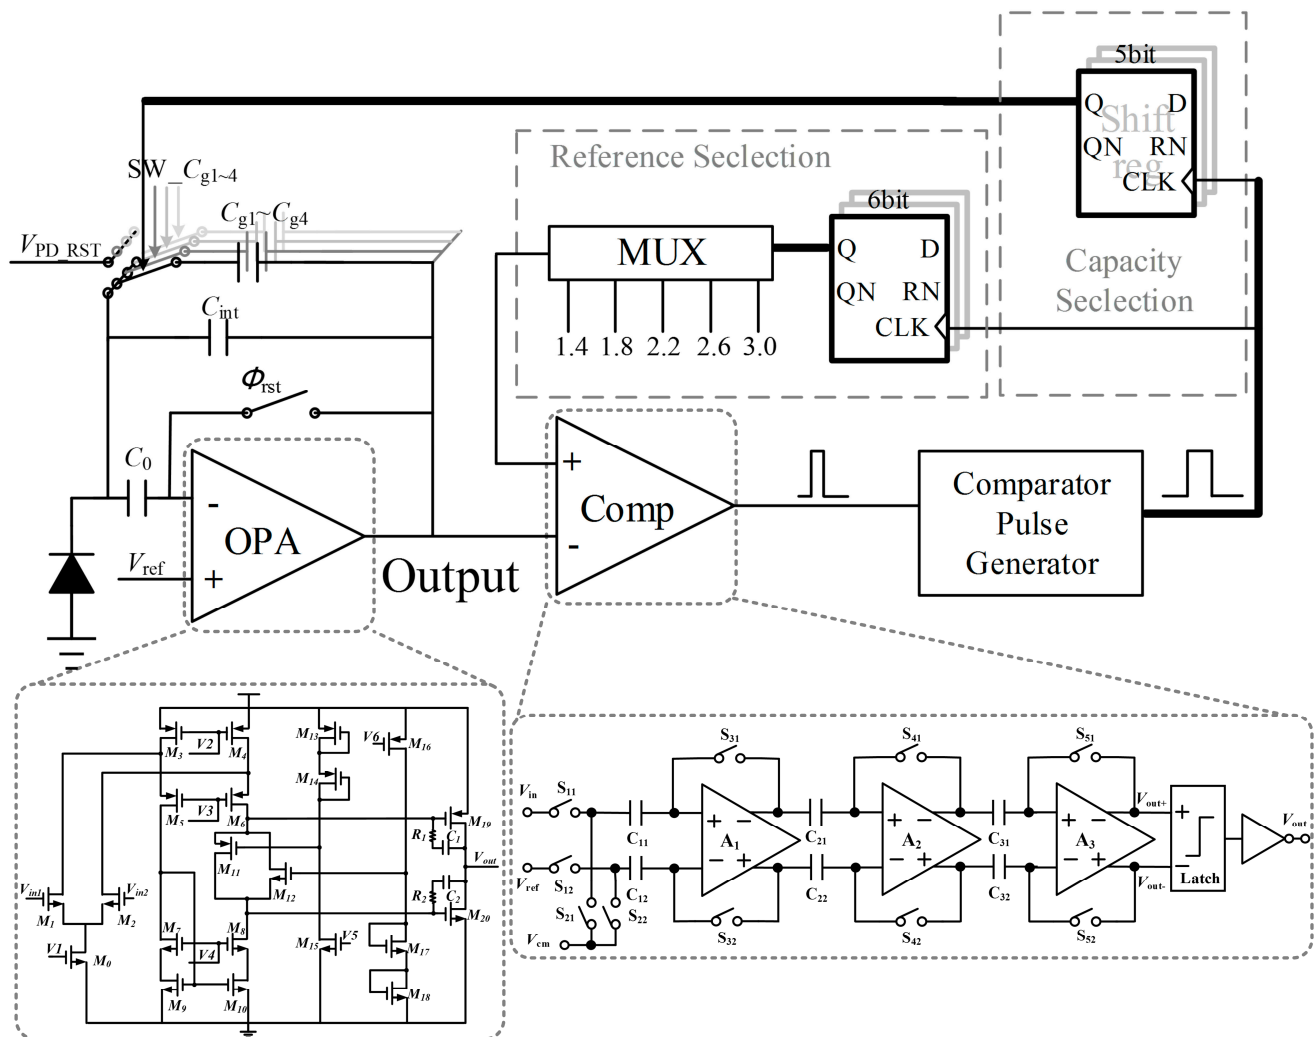 5bit
Q D
Shift
QN RN
reg
CLK
Capacity
Seclection
Reference Seclection
6bit
MUX
Q D
QN RN
CLK
1.4 1.8 2.2 2.6 3.0
SW_Cg1~4
Cg1~Cg4
VPD_RST
Cint
Φrst
C0
-
OPA
+
Vref
Output
+
Comp
-
Comparator
Pulse
Generator
M13
V6
M16
V2
M3
M4
M14
V3
M5
M6
M19
R1
C1
M11
Vout
M12
R2
C2
Vin1
Vin2
M20
M1
M2
M7
M8
M15
V5
V1
V4
M17
M0
M9
M10
M18
S31 S41 S51
Vin S11
Vout+
C11 C21 C31
+ − + − + − +
A1 A2 A3
Vout
− + − + − + −
Vref
S12 C12 C22 C32
Vout-
Latch
S21 S22
S32 S42 S52
Vcm